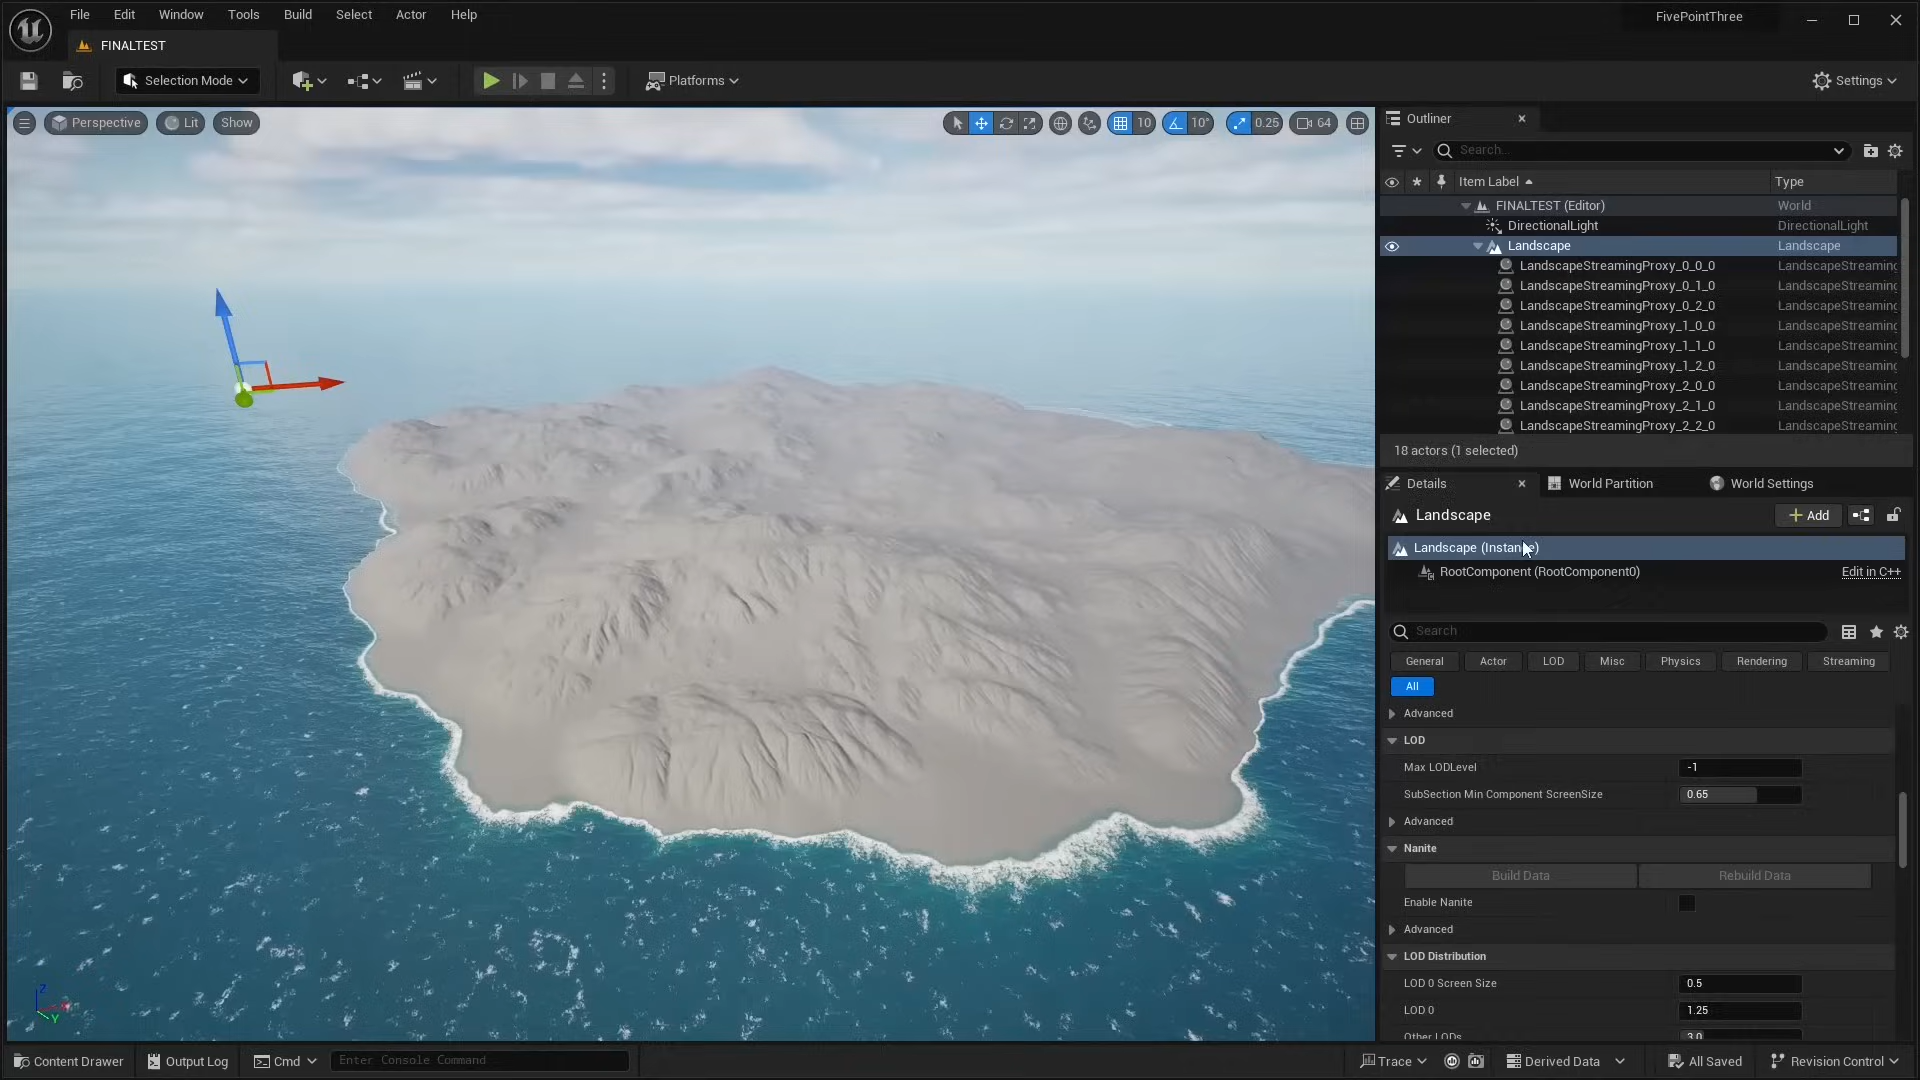 File Edit Window Tools Build Select Actor Help
FivePointThree
FINALTEST
Selection Mode
Platforms
Settings
Perspective Lit Show
10 10° 0.25 64
Outliner
Search...
Item Label Type
FINALTEST (Editor) World
DirectionalLight DirectionalLight
Landscape Landscape
LandscapeStreamingProxy_0_0_0 LandscapeStreaming
LandscapeStreamingProxy_0_1_0 LandscapeStreaming
LandscapeStreamingProxy_0_2_0 LandscapeStreaming
LandscapeStreamingProxy_1_0_0 LandscapeStreaming
LandscapeStreamingProxy_1_1_0 LandscapeStreaming
LandscapeStreamingProxy_1_2_0 LandscapeStreaming
LandscapeStreamingProxy_2_0_0 LandscapeStreaming
LandscapeStreamingProxy_2_1_0 LandscapeStreaming
LandscapeStreamingProxy_2_2_0 LandscapeStreaming
18 actors (1 selected)
Details World Partition World Settings
Landscape
Add
Landscape (Instance)
RootComponent (RootComponent0) Edit in C++
Search
General Actor LOD Misc Physics Rendering Streaming
All
Advanced
LOD
Max LODLevel -1
SubSection Min Component ScreenSize 0.65
Advanced
Nanite
Build Data Rebuild Data
Enable Nanite
Advanced
LOD Distribution
LOD 0 Screen Size 0.5
LOD 0 1.25
Other LODs 3.0
Z
Y
Content Drawer Output Log Cmd Enter Console Command Trace Derived Data All Saved Revision Control